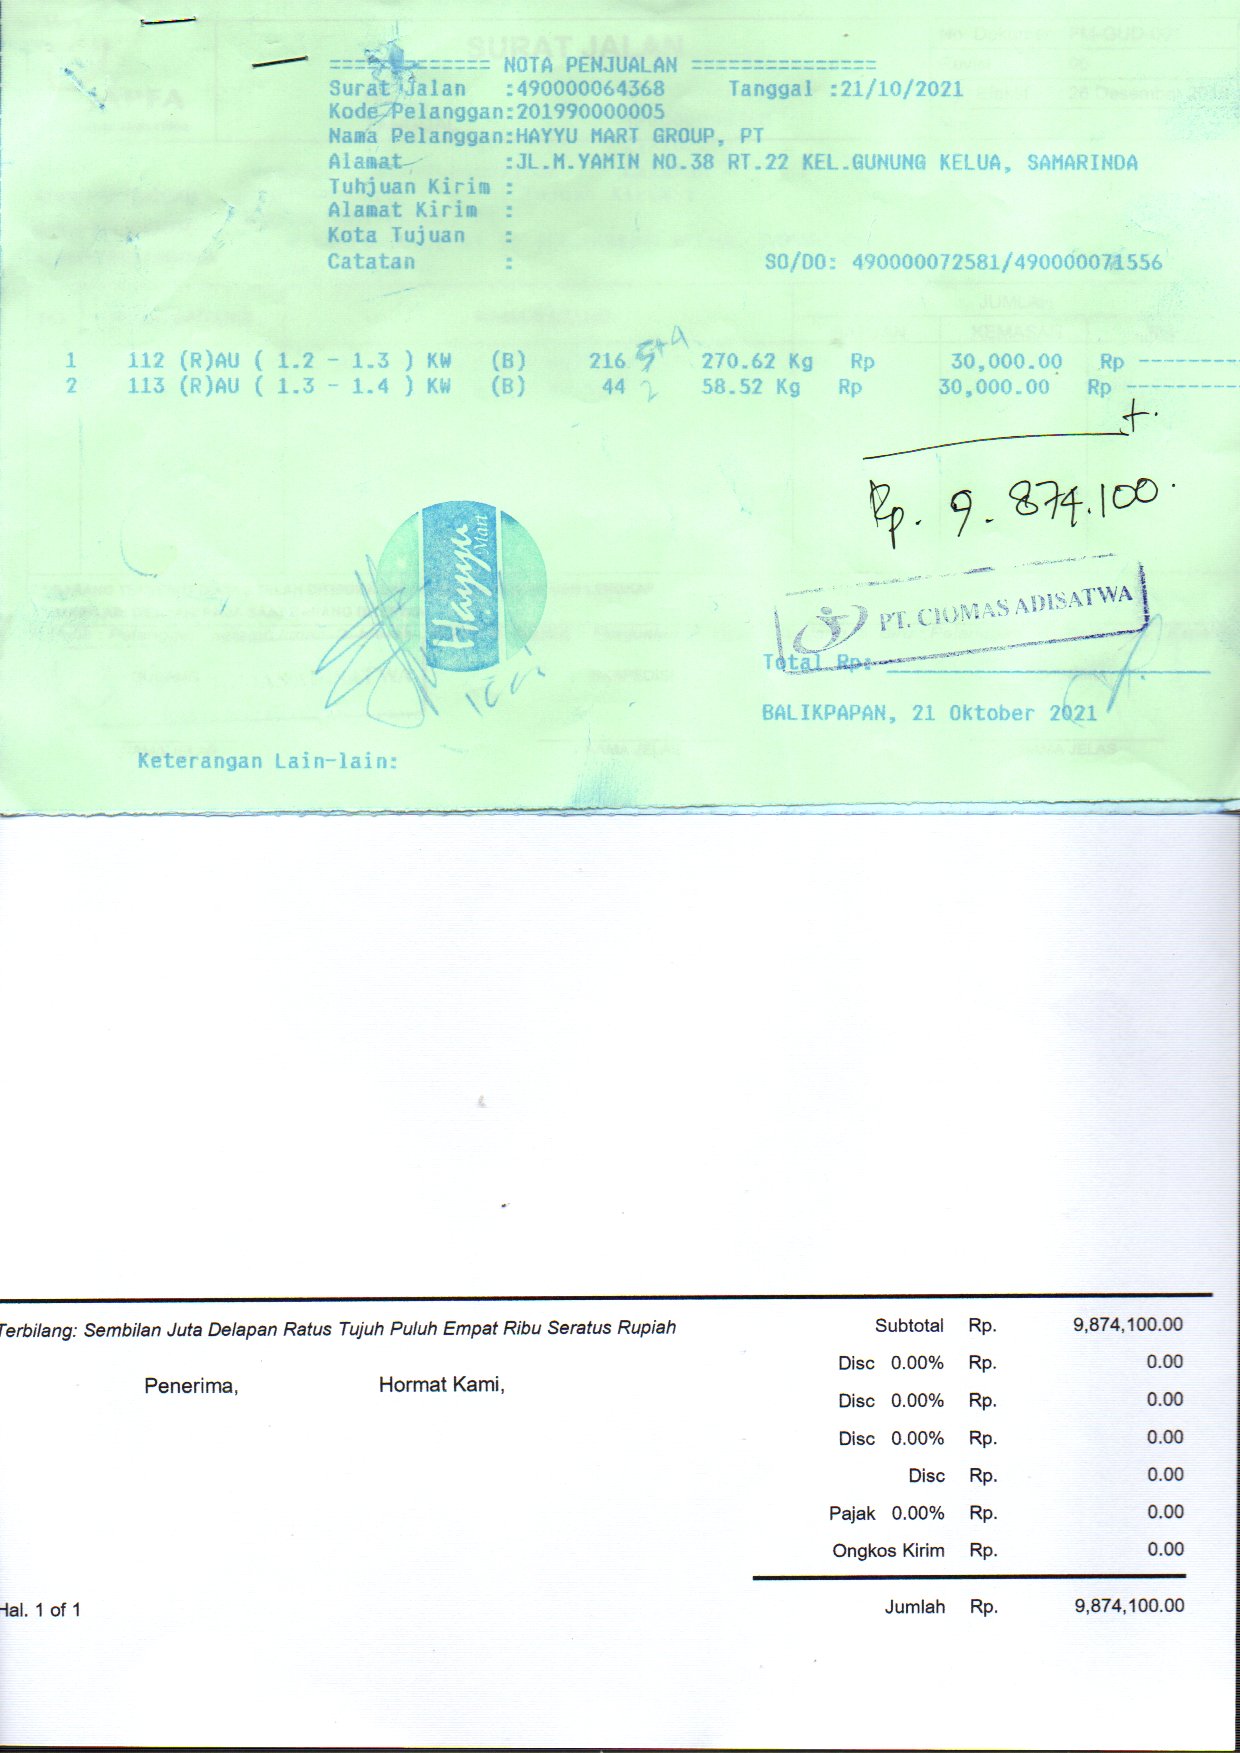 ============ NOTA PENJUALAN ===============
Surat Jalan :490000064368 Tanggal :21/10/2021
Kode Pelanggan:201990000005
Nama Pelanggan:HAYYU MART GROUP, PT
Alamat :JL.M.YAMIN NO.38 RT.22 KEL.GUNUNG KELUA, SAMARINDA
Tuhjuan Kirim :
Alamat Kirim :
Kota Tujuan :
Catatan : SO/DO: 490000072581/490000071556
1 112 (R)AU ( 1.2 - 1.3 ) KW (B) 216 270.62 Kg Rp 30,000.00 Rp ---------
2 113 (R)AU ( 1.3 - 1.4 ) KW (B) 44 2 58.52 Kg Rp 30,000.00 Rp ---------
+.
Rp. 9.874.100.
Hayyu Mart
PT. CIOMAS ADISATWA
Total Rp:
BALIKPAPAN, 21 Oktober 2021
Keterangan Lain-lain:
Terbilang: Sembilan Juta Delapan Ratus Tujuh Puluh Empat Ribu Seratus Rupiah
Subtotal Rp. 9,874,100.00
Disc 0.00% Rp. 0.00
Penerima, Hormat Kami,
Disc 0.00% Rp. 0.00
Disc 0.00% Rp. 0.00
Disc Rp. 0.00
Pajak 0.00% Rp. 0.00
Ongkos Kirim Rp. 0.00
Hal. 1 of 1
Jumlah Rp. 9,874,100.00